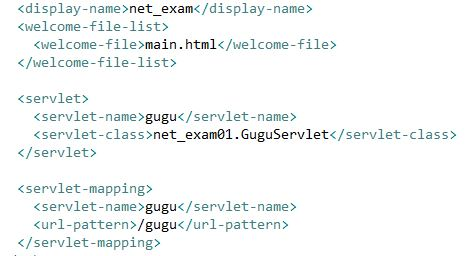 <display-name>net_exam</display-name>
<welcome-file-list>
<welcome-file>main.html</welcome-file>
</welcome-file-list>
<servlet>
<servlet-name>gugu</servlet-name>
<servlet-class>net_exam01.GuguServlet</servlet-class>
</servlet>
<servlet-mapping>
<servlet-name>gugu</servlet-name>
<url-pattern>/gugu</url-pattern>
</servlet-mapping>